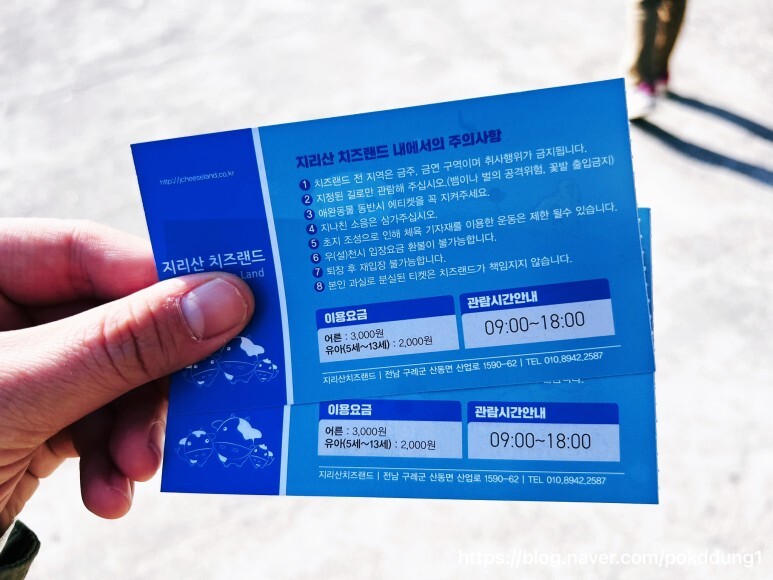 http://jcheeseland.co.kr
지리산 치즈랜드
Land
지리산 치즈랜드 내에서의 주의사항
1 치즈랜드 전 지역은 금주, 금연 구역이며 취사행위가 금지됩니다.
2 지정된 길로만 관람해 주십시오.(뱀이나 벌의 공격위험, 꽃밭 출입금지)
3 애완동물 동반시 에티켓을 꼭 지켜주세요.
4 지나친 소음은 삼가주십시오.
5 초지 조성으로 인해 체육 기자재를 이용한 운동은 제한 될수 있습니다.
6 우(설)천시 입장요금 환불이 불가능합니다.
7 퇴장 후 재입장 불가능합니다.
8 본인 과실로 분실된 티켓은 치즈랜드가 책임지지 않습니다.
이용요금
어른 : 3,000원
유아(5세~13세) : 2,000원
관람시간안내
09:00~18:00
지리산치즈랜드 | 전남 구례군 산동면 산업로 1590-62 | TEL 010.8942.2587
이용요금
어른 : 3,000원
유아(5세~13세) : 2,000원
관람시간안내
09:00~18:00
지리산치즈랜드 | 전남 구례군 산동면 산업로 1590-62 | TEL 010.8942.2587
https://blog.naver.com/pokddung1